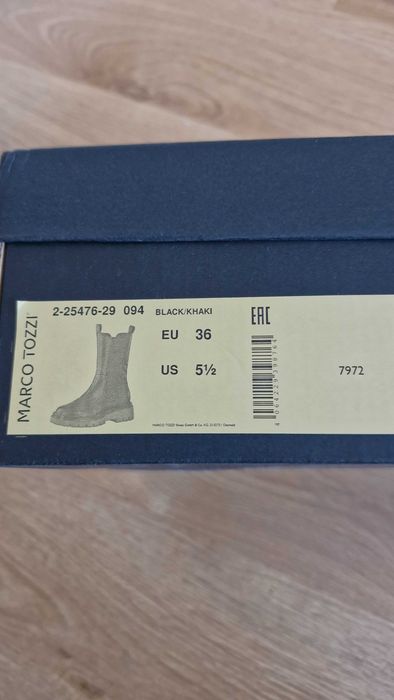 MARCO TOZZI
2-25476-29 094 BLACK/KHAKI
EU 36
US 5½
EAC
7972